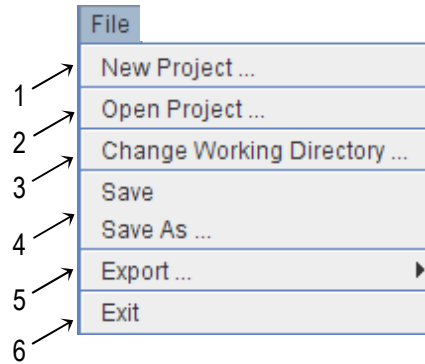 File
New Project ...
1
Open Project ...
2
Change Working Directory ...
3
Save
Save As ...
4
Export ...
5
Exit
6